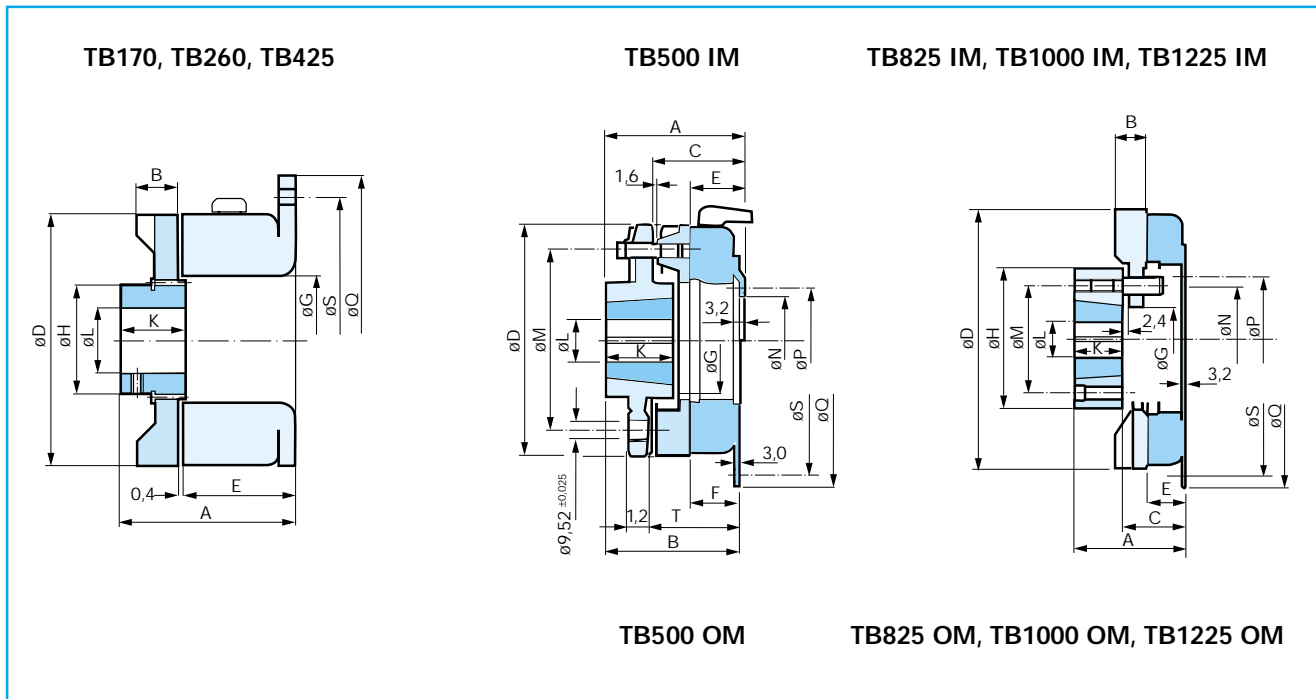 TB170, TB260, TB425
TB500 IM
TB825 IM, TB1000 IM, TB1225 IM
B
øD
øH
øL
K
øG
øS
øQ
0,4
E
A
A
C
1,6
E
øD
øM
øL
K
øG
3,2
øN
øP
øS
øQ
3,0
F
ø9,52 ±0,025
1,2
T
B
B
øD
øH
øM
øL
K
2,4
øG
øN
øP
3,2
øS
øQ
E
C
A
TB500 OM
TB825 OM, TB1000 OM, TB1225 OM